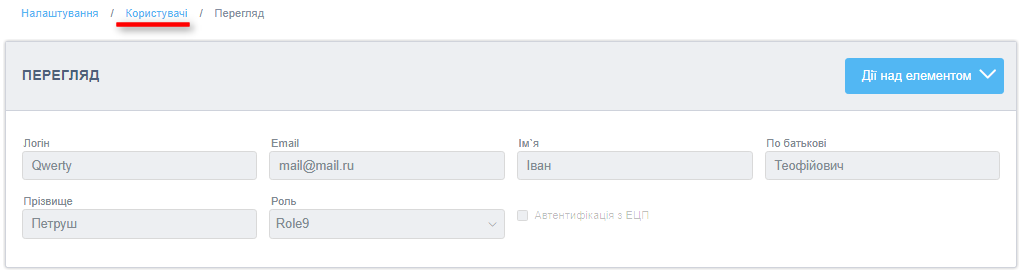 Налаштування / Користувачі / Перегляд
ПЕРЕГЛЯД
Дії над елементом
Логін Email Ім`я По батькові
Qwerty mail@mail.ru Іван Теофійович
Прізвище Роль
Петруш Role9 Автентифікація з ЕЦП